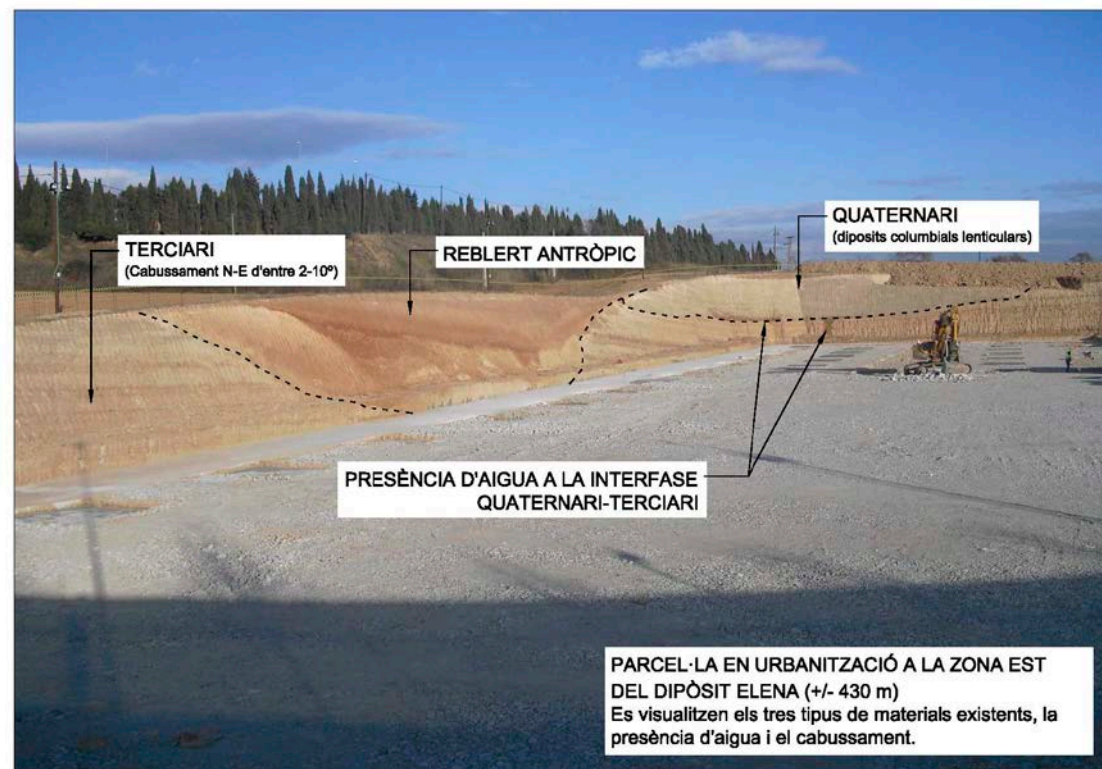 QUATERNARI
(diposits columbials lenticulars)
TERCIARI
(Cabussament N-E d'entre 2-10º)
REBLERT ANTRÒPIC
PRESÈNCIA D'AIGUA A LA INTERFASE
QUATERNARI-TERCIARI
PARCEL·LA EN URBANITZACIÓ A LA ZONA EST
DEL DIPÒSIT ELENA (+/- 430 m)
Es visualitzen els tres tipus de materials existents, la
presència d'aigua i el cabussament.